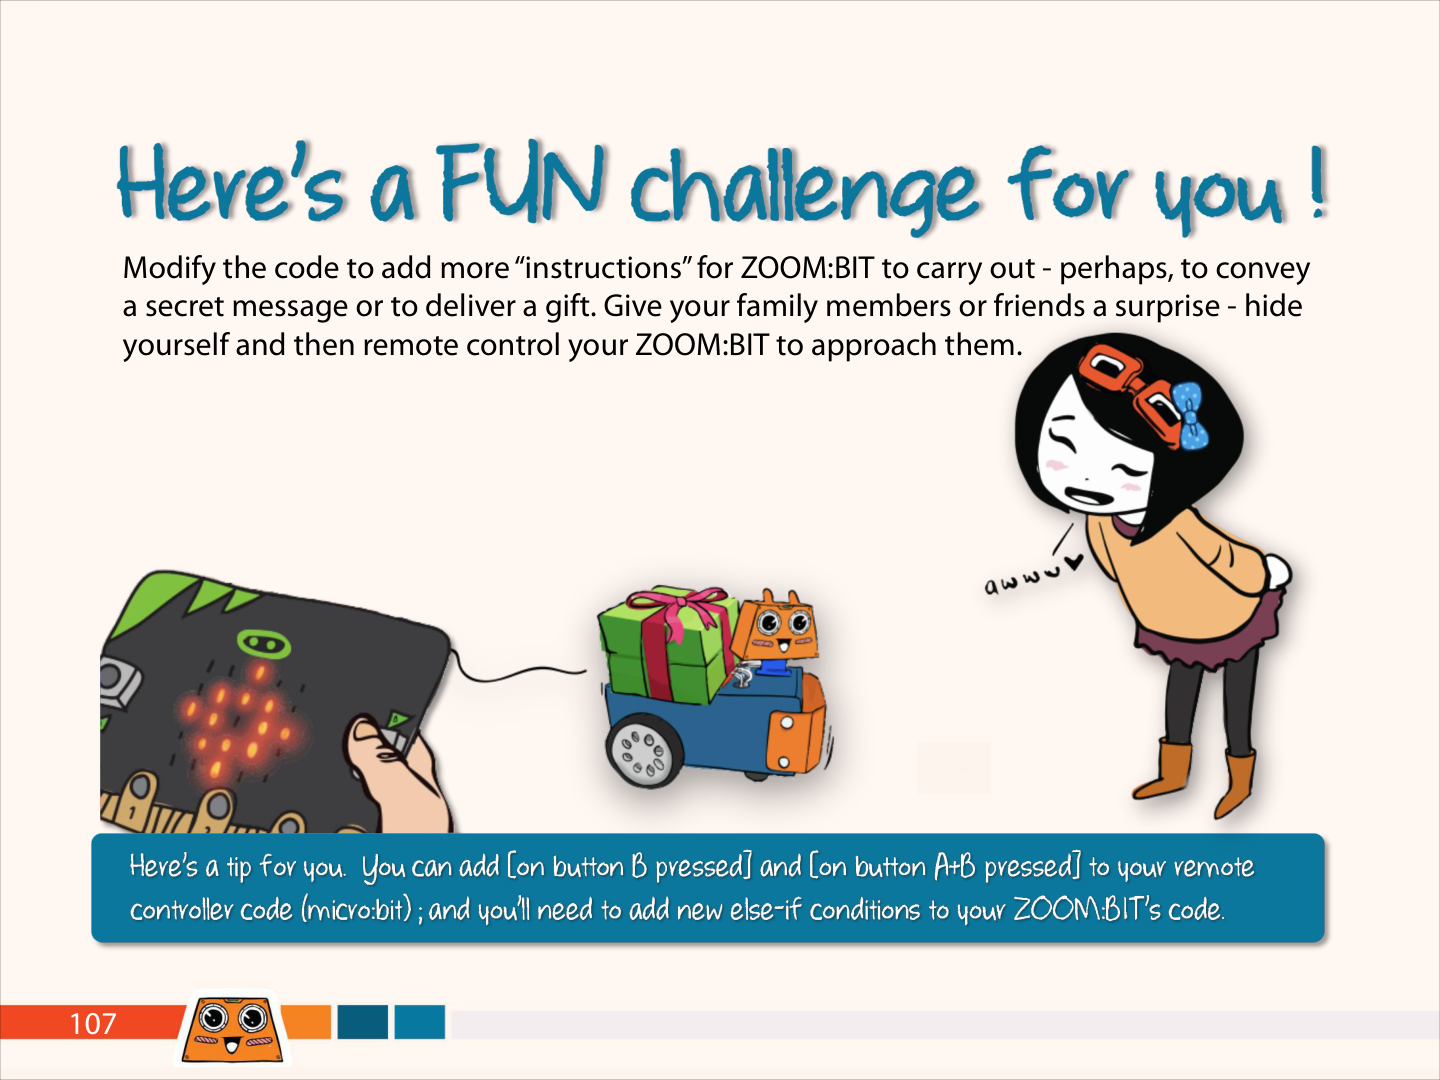 Here's a FUN challenge for you !
Modify the code to add more “instructions” for ZOOM:BIT to carry out - perhaps, to convey
a secret message or to deliver a gift. Give your family members or friends a surprise - hide
yourself and then remote control your ZOOM:BIT to approach them.
awww
B
1
2
Here's a tip for you. You can add [on button B pressed] and [on button A+B pressed] to your remote
controller code (micro:bit) ; and you'll need to add new else-if conditions to your ZOOM:BIT's code.
107